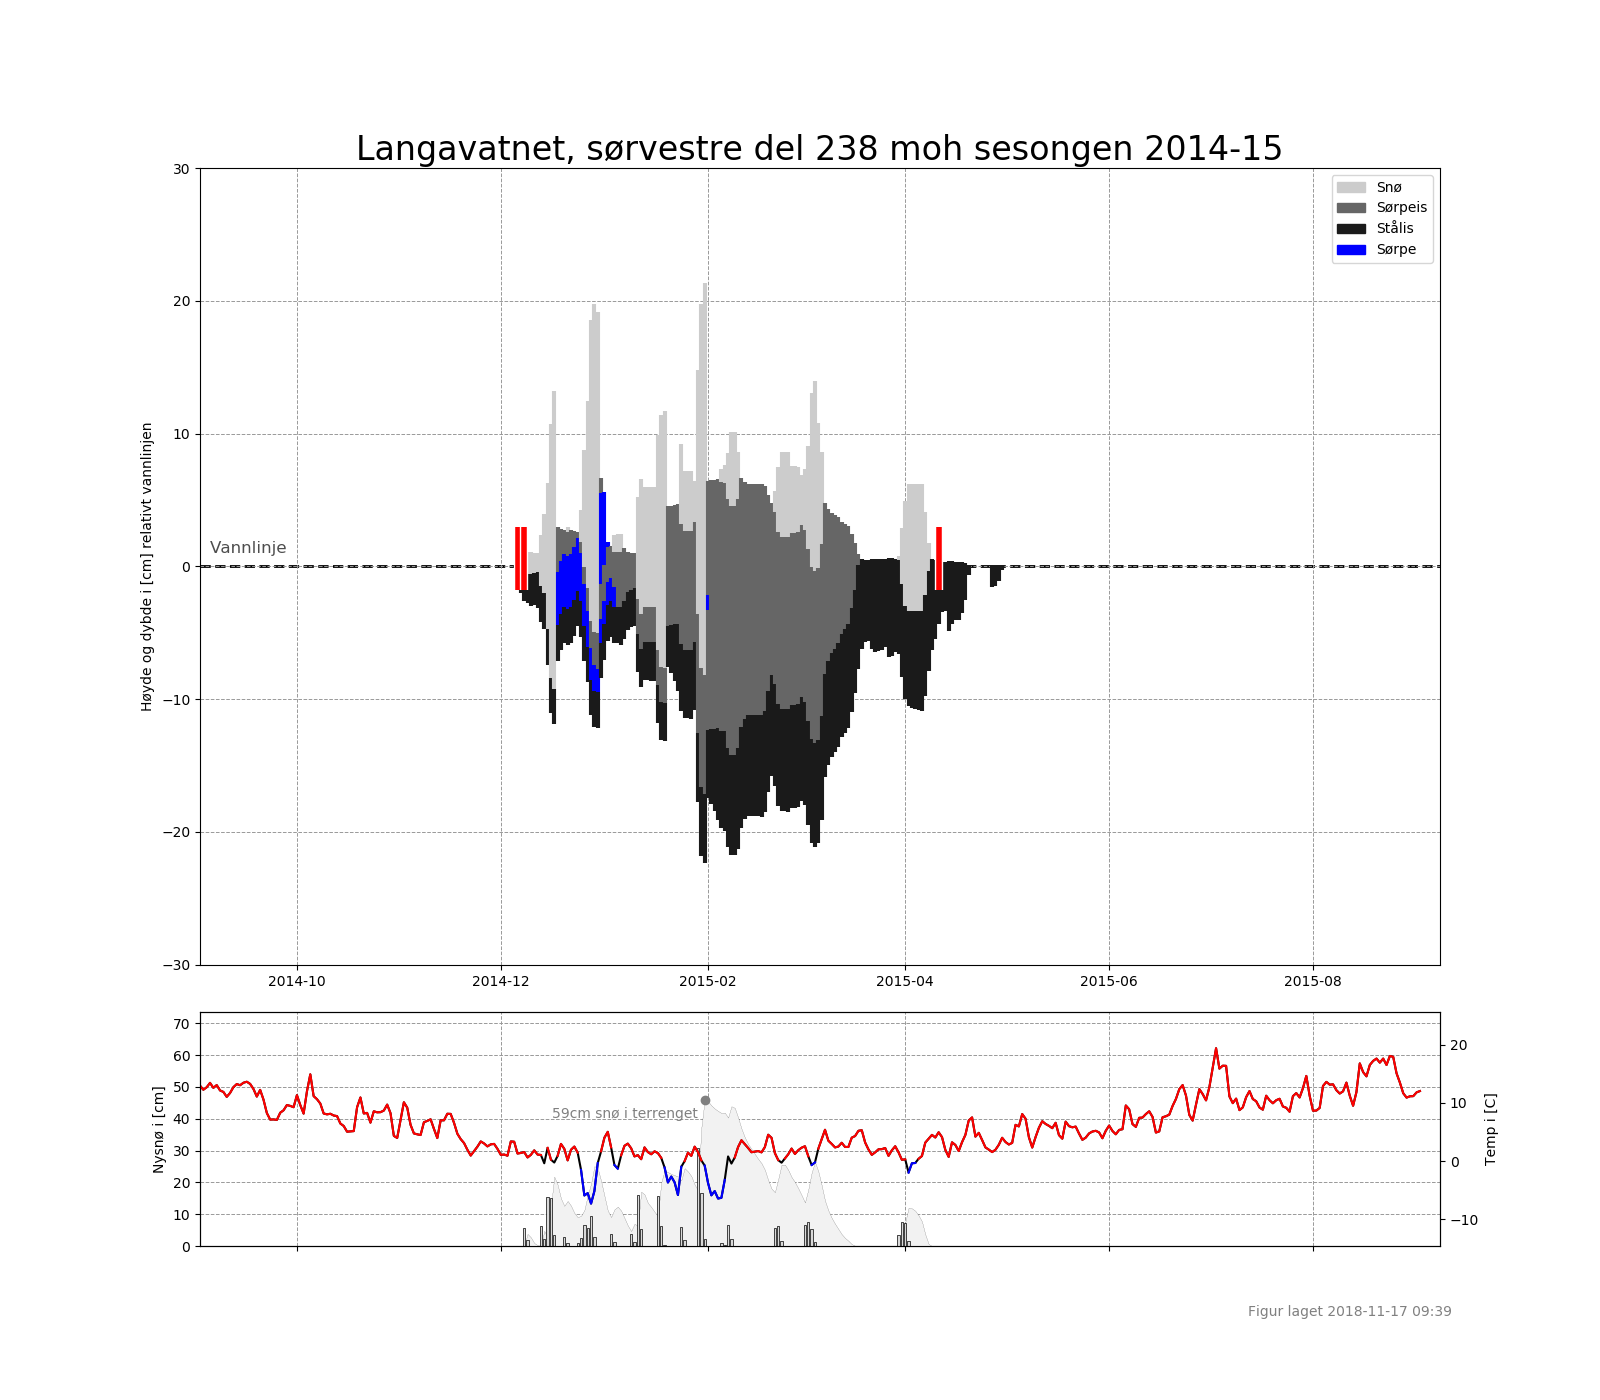 Langavatnet, sørvestre del 238 moh sesongen 2014-15
Høyde og dybde i [cm] relativt vannlinjen
30
20
10
0
−10
−20
−30
Vannlinje
Snø
Sørpeis
Stålis
Sørpe
2014-10
2014-12
2015-02
2015-04
2015-06
2015-08
Nysnø i [cm]
70
60
50
40
30
20
10
0
59cm snø i terrenget
20
10
0
−10
Temp i [C]
Figur laget 2018-11-17 09:39